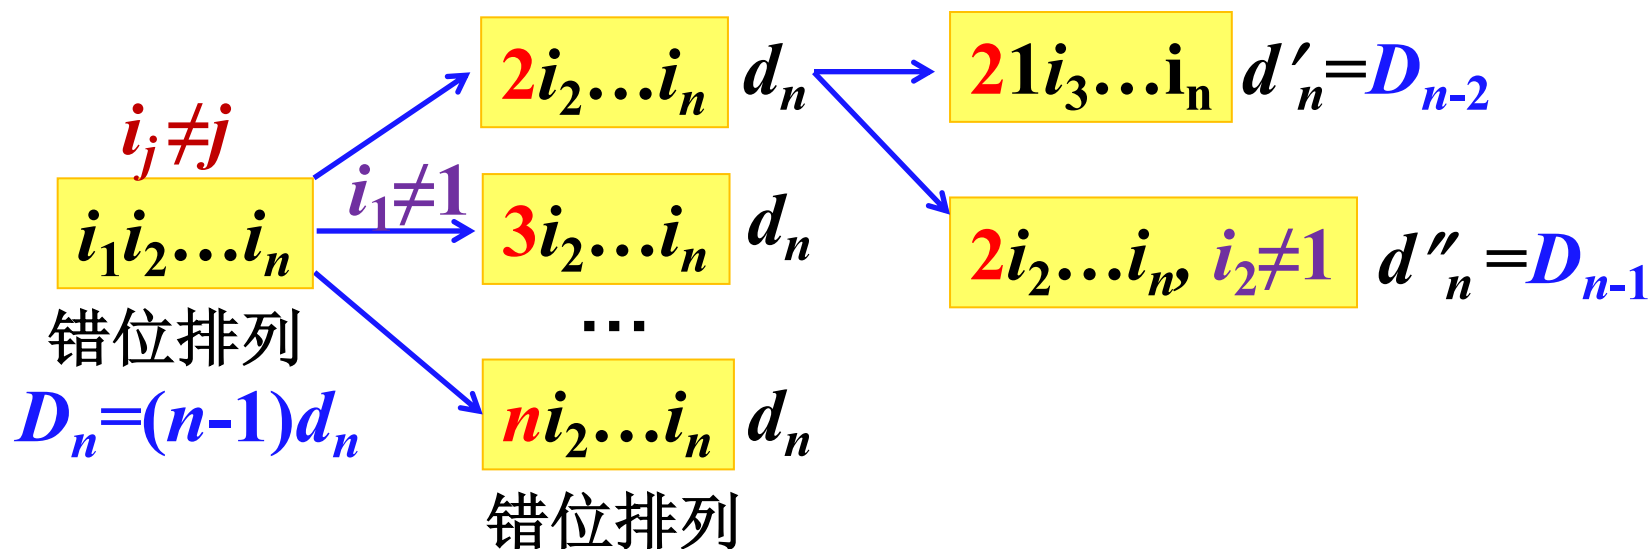 2i₂…iₙ dₙ
21i₃…iₙ d′ₙ=Dₙ₋₂
iⱼ≠j
i₁≠1
i₁i₂…iₙ
3i₂…iₙ dₙ
2i₂…iₙ, i₂≠1 d″ₙ=Dₙ₋₁
错位排列
…
Dₙ=(n-1)dₙ
ni₂…iₙ dₙ
错位排列